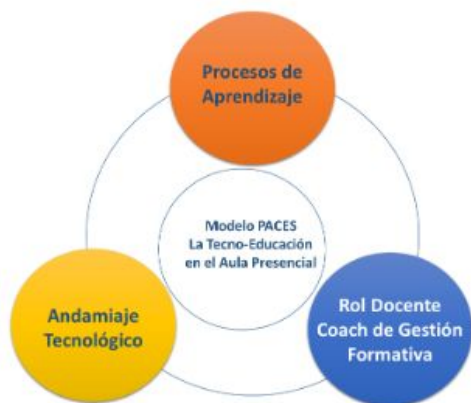 Procesos de
Aprendizaje
Modelo PACES
La Tecno-Educación
en el Aula Presencial
Andamiaje
Tecnológico
Rol Docente
Coach de Gestión
Formativa